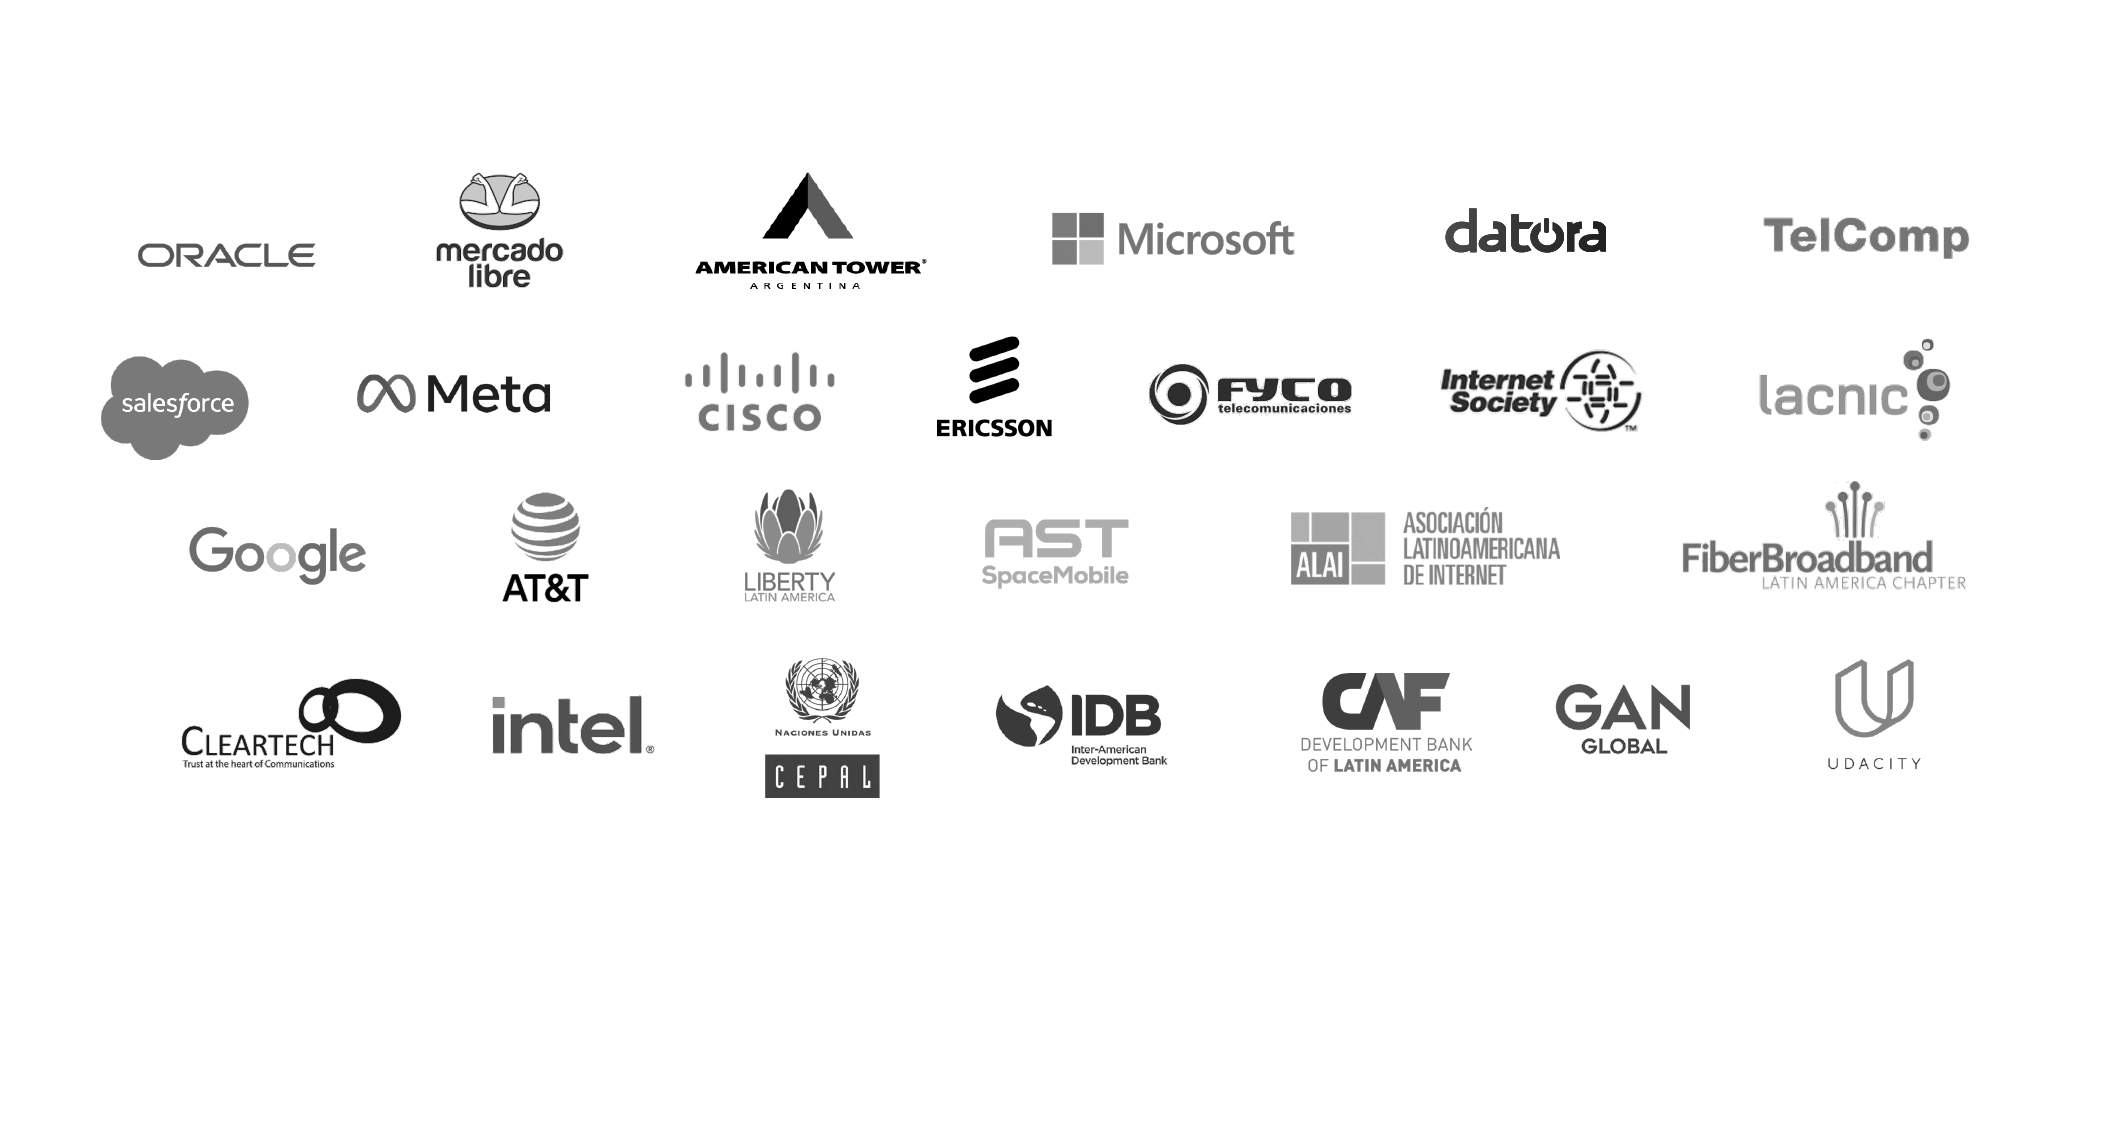 ORACLE
mercado
libre
AMERICAN TOWER®
ARGENTINA
Microsoft
datora
TelComp
salesforce
Meta
CISCO
ERICSSON
FYCO
telecomunicaciones
Internet
Society
TM
lacnic
Google
AT&T
LIBERTY
LATIN AMERICA
AST
SpaceMobile
ALAI
ASOCIACIÓN
LATINOAMERICANA
DE INTERNET
FiberBroadband
LATIN AMERICA CHAPTER
CLEARTECH
Trust at the heart of Communications
intel®
NACIONES UNIDAS
CEPAL
IDB
Inter-American
Development Bank
CAF
DEVELOPMENT BANK
OF LATIN AMERICA
GAN
GLOBAL
UDACITY